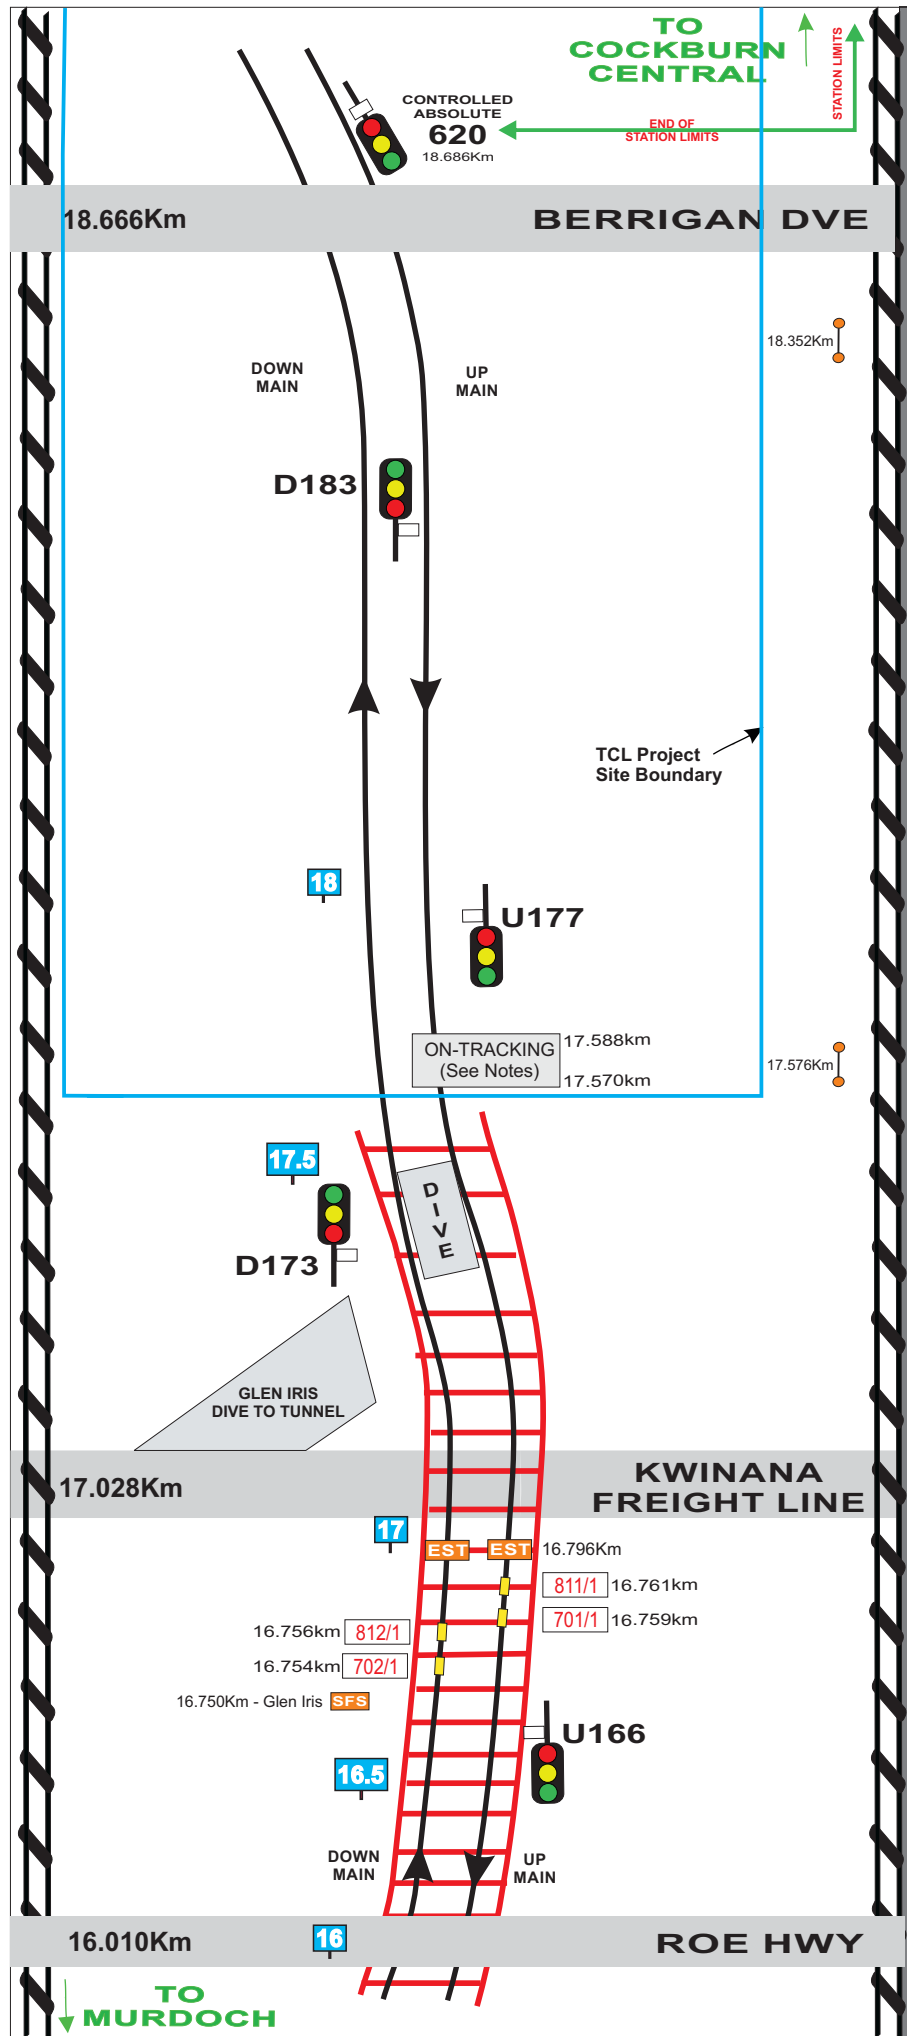 TO
COCKBURN
CENTRAL
STATION LIMITS
CONTROLLED
ABSOLUTE
620
18.686Km
END OF
STATION LIMITS
18.666Km
BERRIGAN DVE
18.352Km
DOWN
MAIN
UP
MAIN
D183
TCL Project
Site Boundary
18
U177
ON-TRACKING
(See Notes)
17.588km
17.570km
17.576Km
17.5
DIVE
D173
GLEN IRIS
DIVE TO TUNNEL
17.028Km
KWINANA
FREIGHT LINE
17
EST
EST
16.796Km
811/1
16.761km
701/1
16.759km
16.756km
812/1
16.754km
702/1
16.750Km - Glen Iris
SFS
U166
16.5
DOWN
MAIN
UP
MAIN
16.010Km
16
ROE HWY
TO
MURDOCH